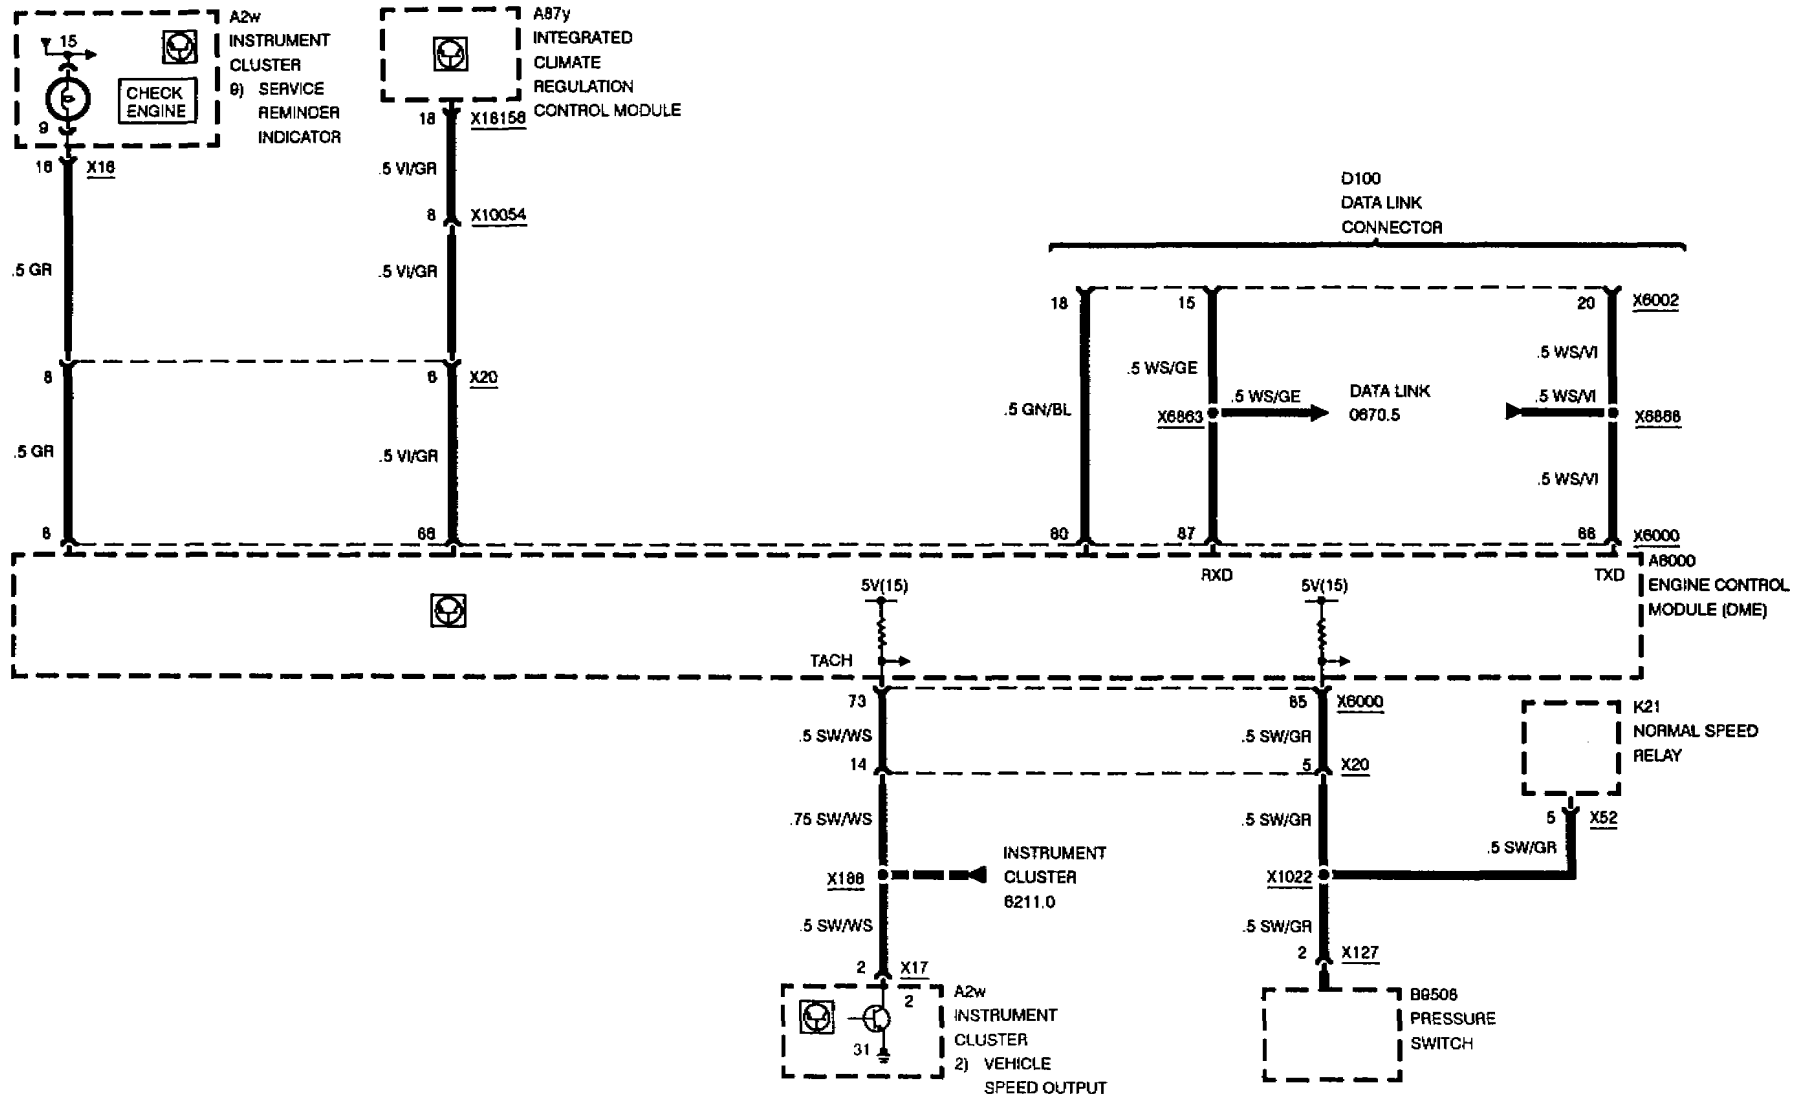 A2w
INSTRUMENT
CLUSTER
9) SERVICE
REMINDER
INDICATOR
15
CHECK
ENGINE
9
16 X16
A87y
INTEGRATED
CLIMATE
REGULATION
CONTROL MODULE
18 X18158
.5 VI/GR
8 X10054
.5 GR
.5 VI/GR
8
6 X20
.5 GR
.5 VI/GR
6
68
D100
DATA LINK
CONNECTOR
18
15
20 X6002
.5 WS/GE
.5 WS/VI
.5 GN/BL
.5 WS/GE
DATA LINK
0670.5
.5 WS/VI
X6863
X6888
.5 WS/VI
80
87
88 X6000
RXD
TXD
A6000
ENGINE CONTROL
MODULE (DME)
5V(15)
5V(15)
TACH
73
85 X6000
.5 SW/WS
.5 SW/GR
14
5 X20
K21
NORMAL SPEED
RELAY
.75 SW/WS
.5 SW/GR
5 X52
.5 SW/GR
X188
INSTRUMENT
CLUSTER
6211.0
X1022
.5 SW/WS
.5 SW/GR
2 X17
2 X127
A2w
INSTRUMENT
CLUSTER
2) VEHICLE
SPEED OUTPUT
2
31
B9508
PRESSURE
SWITCH